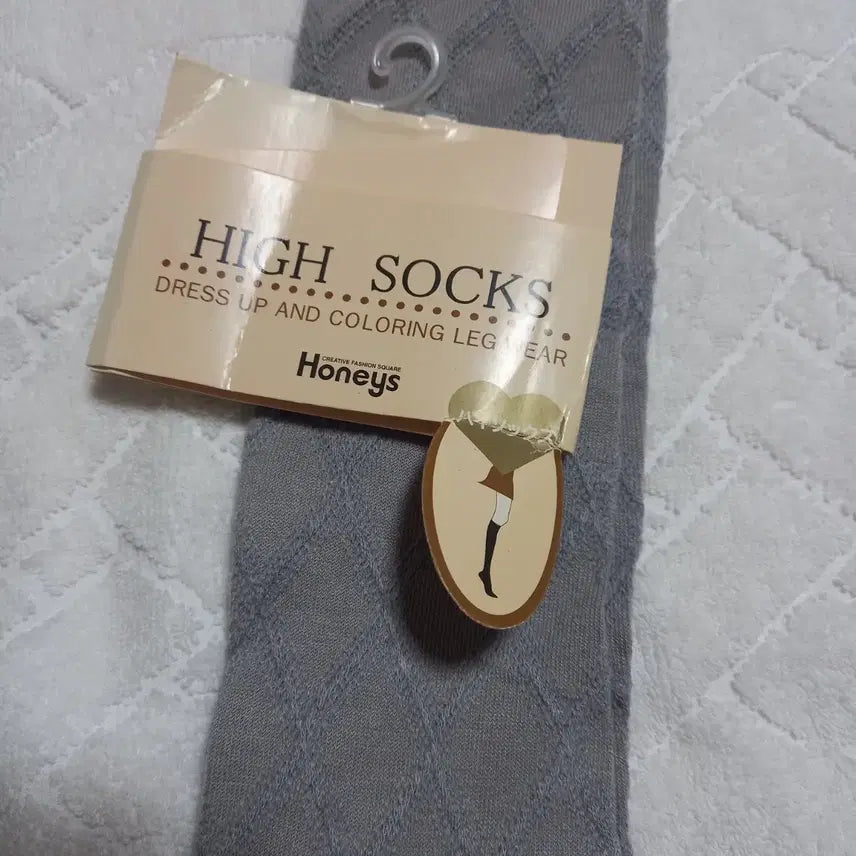 HIGH SOCKS
DRESS UP AND COLORING LEG WEAR
CREATIVE FASHION SQUARE
Honeys